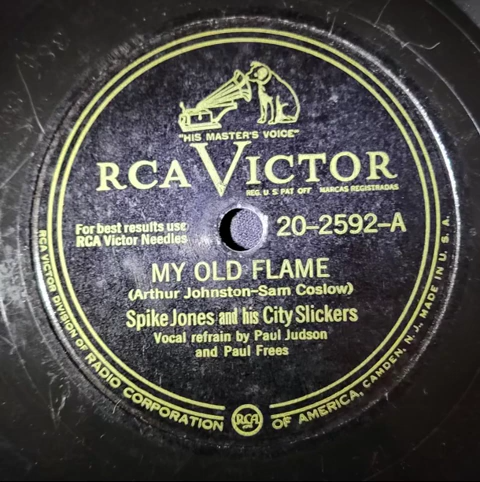 "HIS MASTER'S VOICE"
RCA VICTOR
REG. U. S. PAT. OFF. MARCAS REGISTRADAS
For best results use
RCA Victor Needles
20-2592-A
MY OLD FLAME
(Arthur Johnston-Sam Coslow)
Spike Jones and his City Slickers
Vocal refrain by Paul Judson
and Paul Frees
RCA VICTOR DIVISION OF RADIO CORPORATION RCA OF AMERICA, CAMDEN, N. J., MADE IN U. S. A.